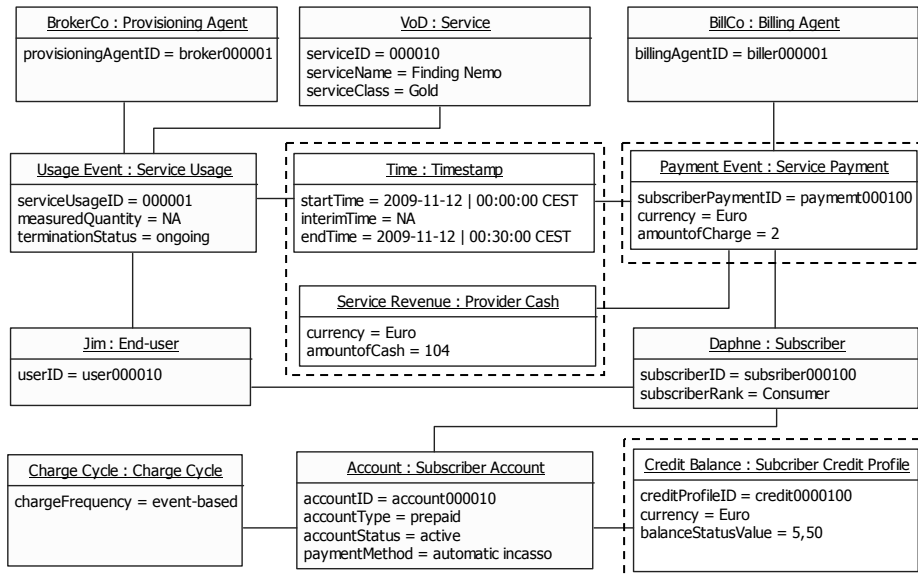 BrokerCo : Provisioning Agent
provisioningAgentID = broker000001
VoD : Service
serviceID = 000010
serviceName = Finding Nemo
serviceClass = Gold
BillCo : Billing Agent
billingAgentID = biller000001
Usage Event : Service Usage
serviceUsageID = 000001
measuredQuantity = NA
terminationStatus = ongoing
Time : Timestamp
startTime = 2009-11-12 | 00:00:00 CEST
interimTime = NA
endTime = 2009-11-12 | 00:30:00 CEST
Payment Event : Service Payment
subscriberPaymentID = paymemt000100
currency = Euro
amountofCharge = 2
Service Revenue : Provider Cash
currency = Euro
amountofCash = 104
Jim : End-user
userID = user000010
Daphne : Subscriber
subscriberID = subsriber000100
subscriberRank = Consumer
Charge Cycle : Charge Cycle
chargeFrequency = event-based
Account : Subscriber Account
accountID = account000010
accountType = prepaid
accountStatus = active
paymentMethod = automatic incasso
Credit Balance : Subcriber Credit Profile
creditProfileID = credit0000100
currency = Euro
balanceStatusValue = 5,50